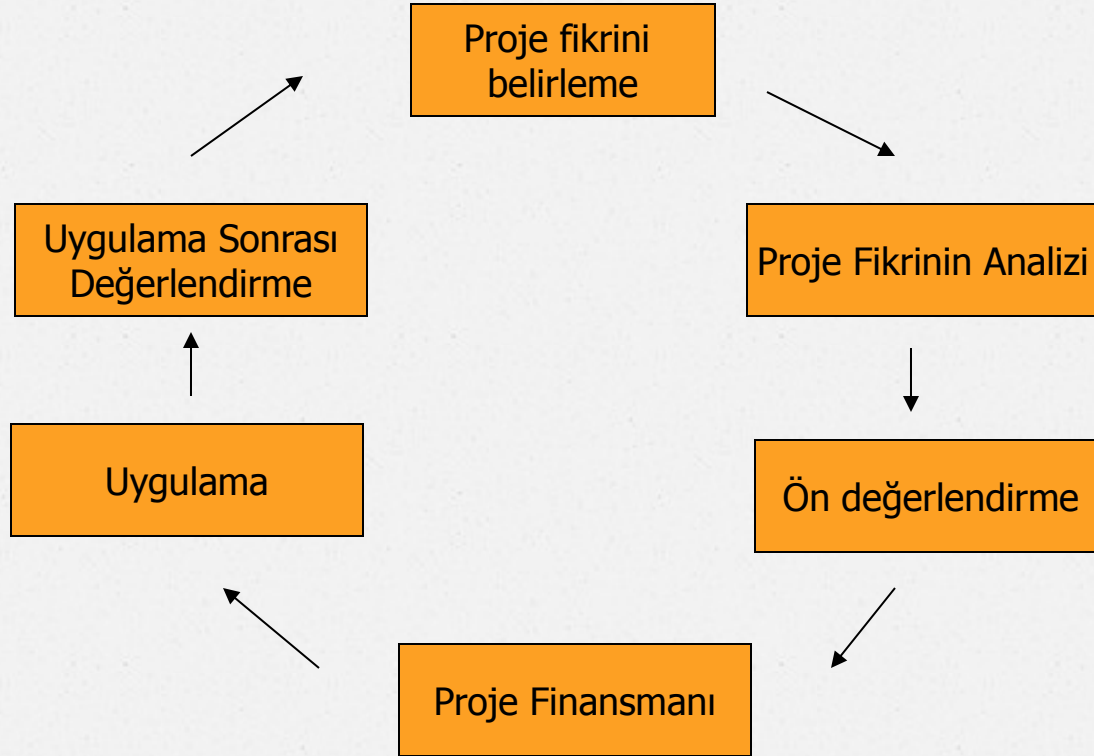 Proje fikrini
belirleme
Proje Fikrinin Analizi
Ön değerlendirme
Proje Finansmanı
Uygulama
Uygulama Sonrası
Değerlendirme